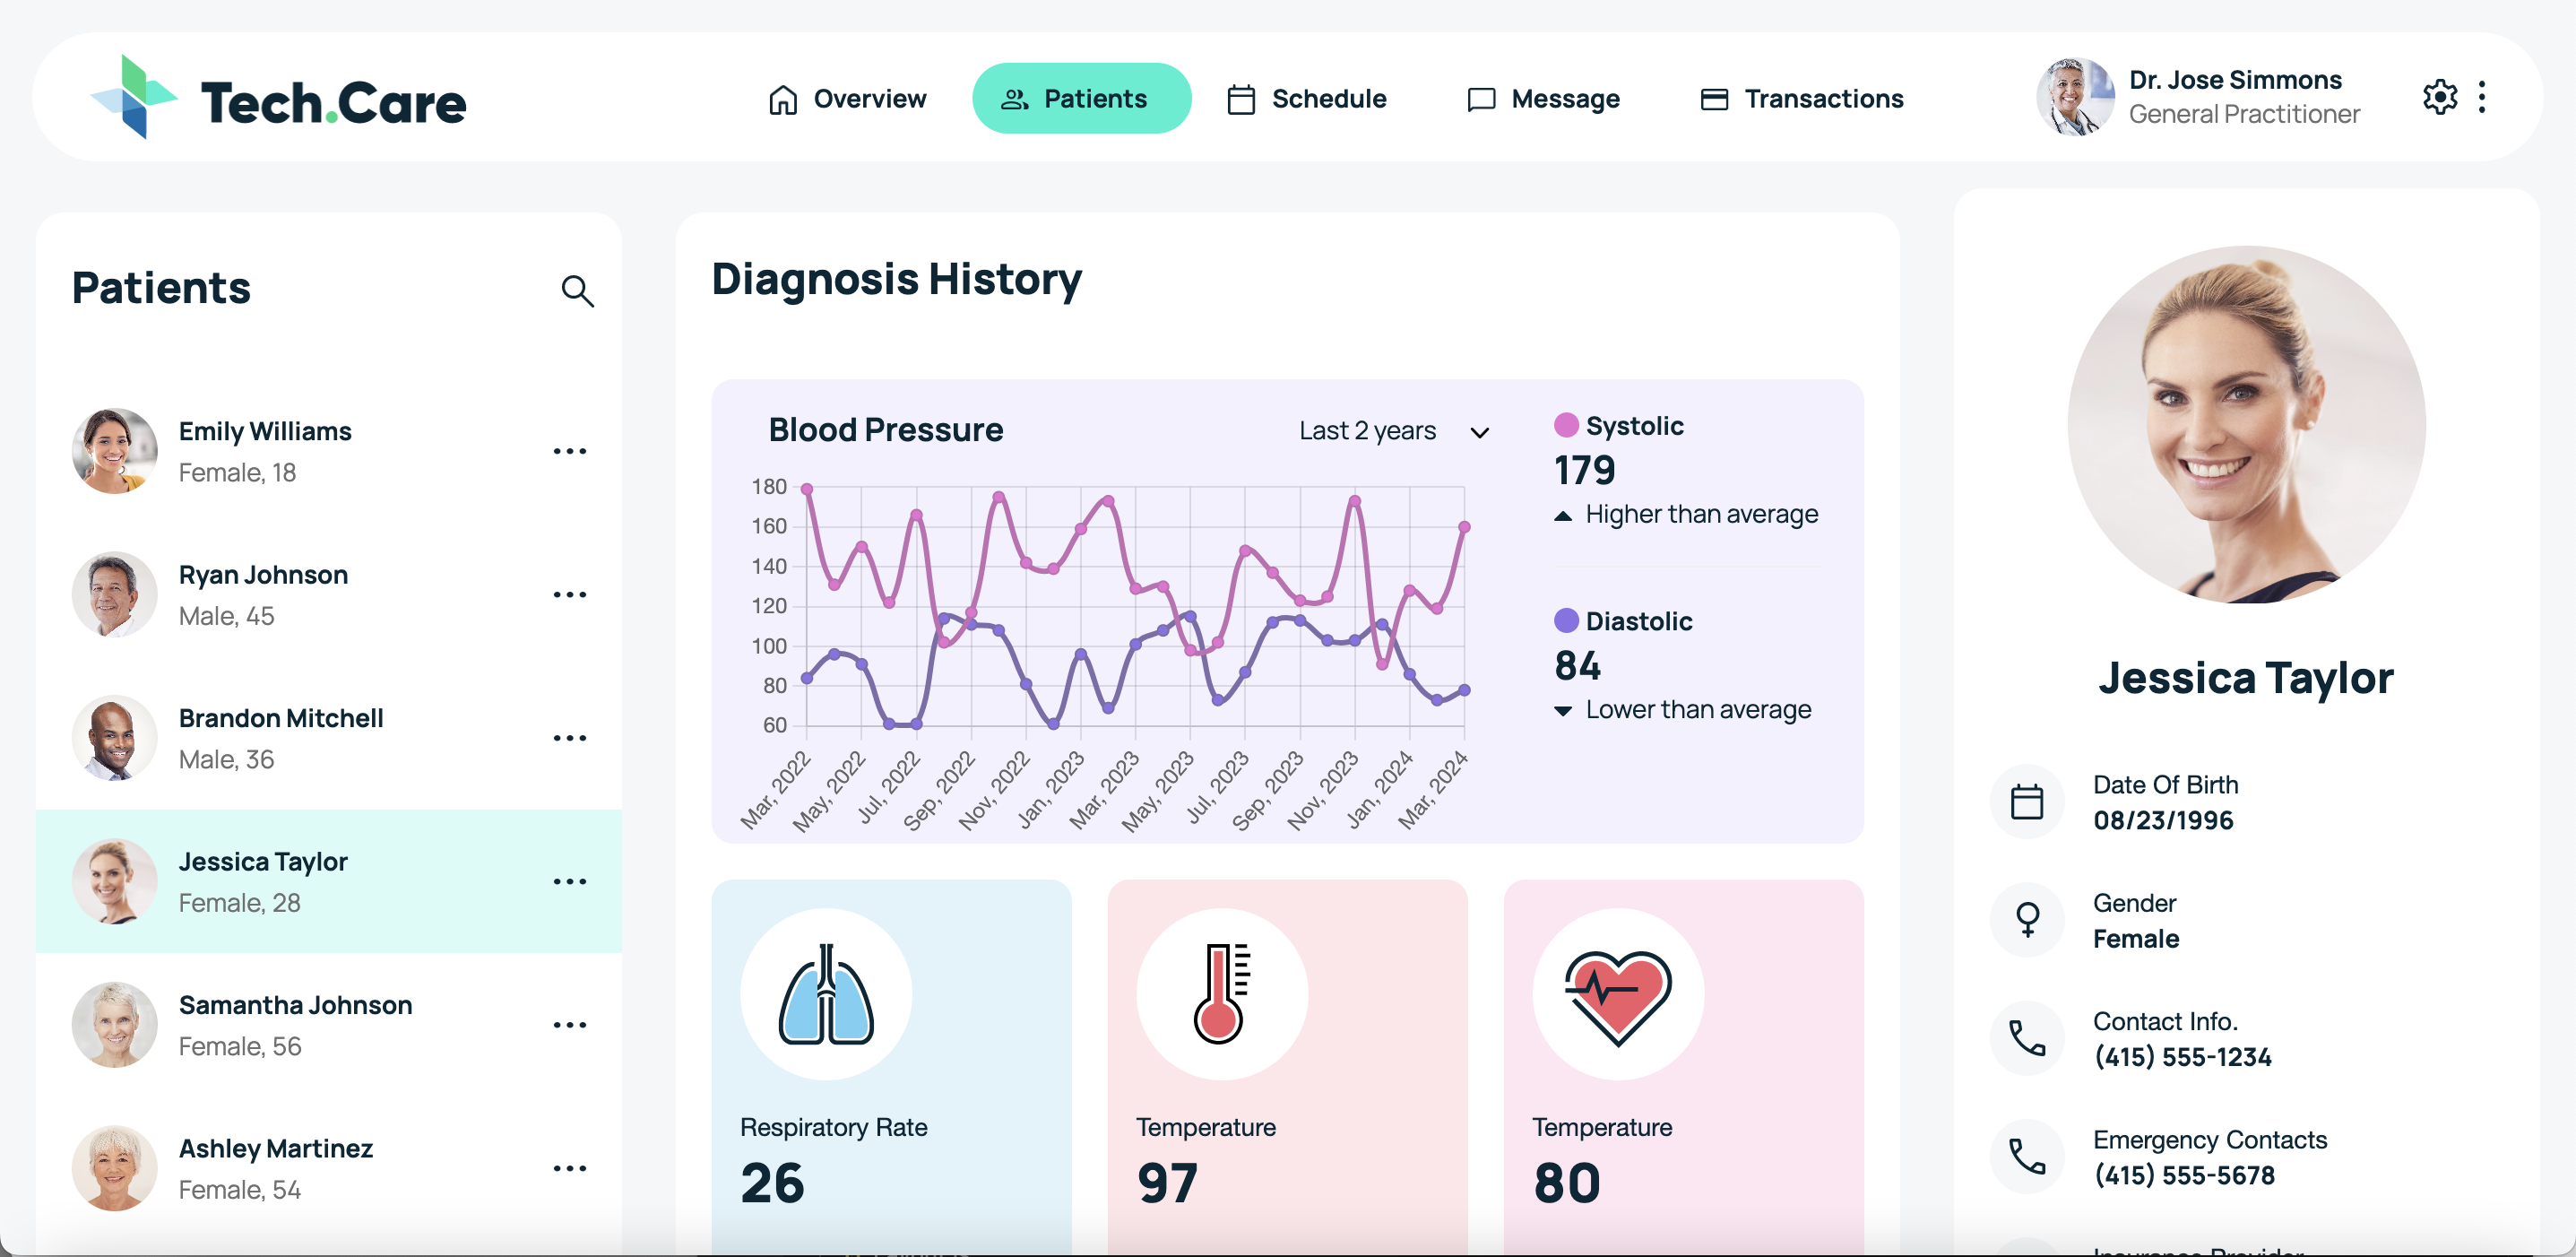 Tech.Care
Overview
Patients
Schedule
Message
Transactions
Dr. Jose Simmons
General Practitioner
Patients
Emily Williams
Female, 18
Ryan Johnson
Male, 45
Brandon Mitchell
Male, 36
Jessica Taylor
Female, 28
Samantha Johnson
Female, 56
Ashley Martinez
Female, 54
Diagnosis History
Blood Pressure
Last 2 years
180
160
140
120
100
80
60
Mar, 2022
May, 2022
Jul, 2022
Sep, 2022
Nov, 2022
Jan, 2023
Mar, 2023
May, 2023
Jul, 2023
Sep, 2023
Nov, 2023
Jan, 2024
Mar, 2024
Systolic
179
Higher than average
Diastolic
84
Lower than average
Respiratory Rate
26
Temperature
97
Temperature
80
Jessica Taylor
Date Of Birth
08/23/1996
Gender
Female
Contact Info.
(415) 555-1234
Emergency Contacts
(415) 555-5678